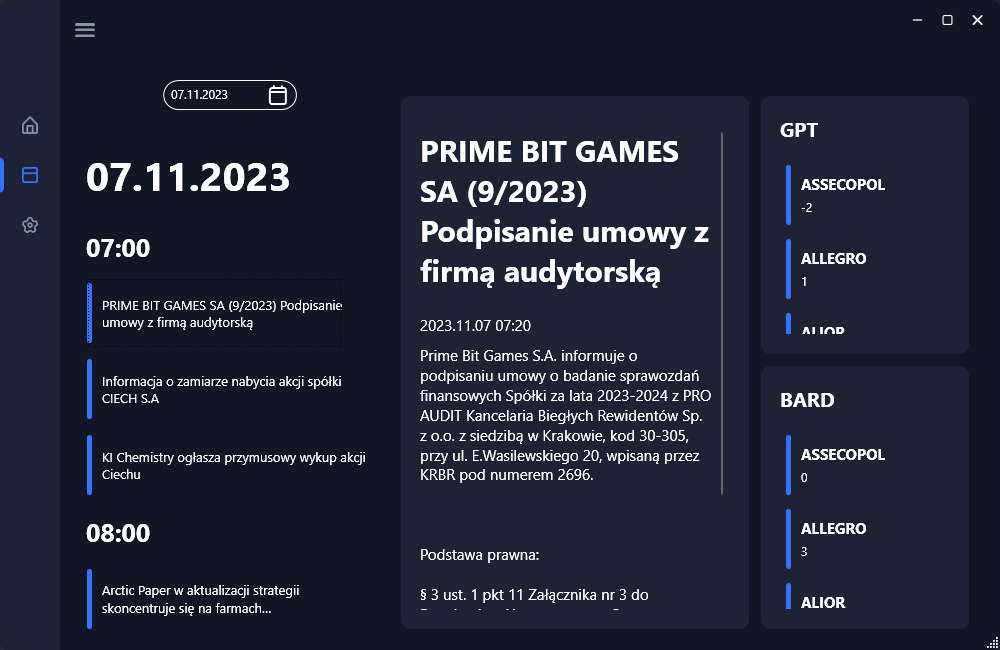 07.11.2023
07.11.2023
07:00
PRIME BIT GAMES SA (9/2023) Podpisanie
umowy z firmą audytorską
Informacja o zamiarze nabycia akcji spółki
CIECH S.A
KI Chemistry ogłasza przymusowy wykup akcji
Ciechu
08:00
Arctic Paper w aktualizacji strategii
skoncentruje się na farmach...
PRIME BIT GAMES
SA (9/2023)
Podpisanie umowy z
firmą audytorską
2023.11.07 07:20
Prime Bit Games S.A. informuje o
podpisaniu umowy o badanie sprawozdań
finansowych Spółki za lata 2023-2024 z PRO
AUDIT Kancelaria Biegłych Rewidentów Sp.
z o.o. z siedzibą w Krakowie, kod 30-305,
przy ul. E.Wasilewskiego 20, wpisaną przez
KRBR pod numerem 2696.
Podstawa prawna:
§ 3 ust. 1 pkt 11 Załącznika nr 3 do
GPT
ASSECOPOL
-2
ALLEGRO
1
ALIOR
BARD
ASSECOPOL
0
ALLEGRO
3
ALIOR